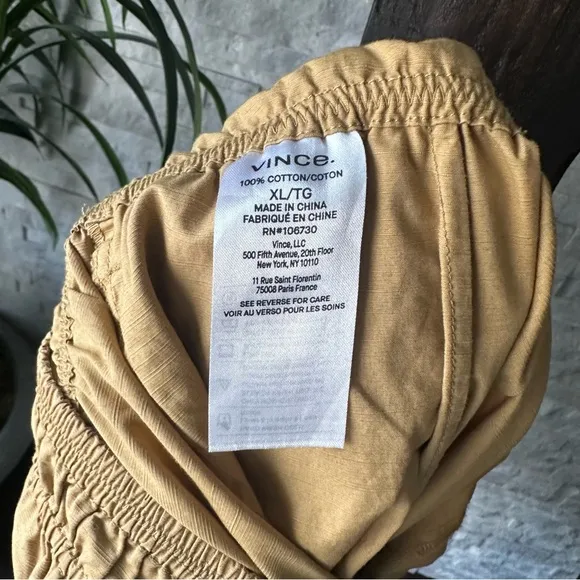 VINCE.
100% COTTON/COTON
XL/TG
MADE IN CHINA
FABRIQUÉ EN CHINE
RN#106730
Vince, LLC
500 Fifth Avenue, 20th Floor
New York, NY 10110
11 Rue Saint Florentin
75008 Paris France
SEE REVERSE FOR CARE
VOIR AU VERSO POUR LES SOINS